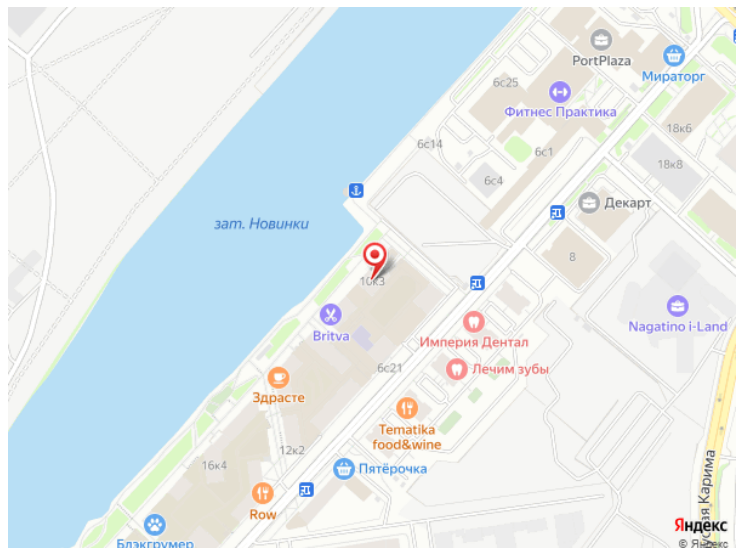 PortPlaza
Мираторг
6с25
Фитнес Практика
18к6
6с14
6с1
18к8
6с4
Декарт
зат. Новинки
8
10к3
Nagatino i-Land
Britva
Империя Дентал
6с21
Лечим зубы
Здрасте
Tematika
food&wine
12к2
16к4
Пятёрочка
Row
Блэкгрумер
Яндекс
© Яндекс